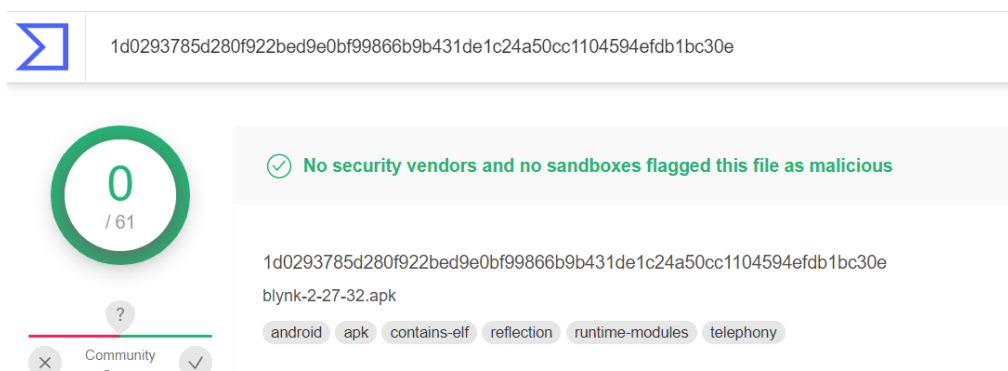 1d0293785d280f922bed9e0bf99866b9b431de1c24a50cc1104594efdb1bc30e
0
/ 61
No security vendors and no sandboxes flagged this file as malicious
1d0293785d280f922bed9e0bf99866b9b431de1c24a50cc1104594efdb1bc30e
blynk-2-27-32.apk
android apk contains-elf reflection runtime-modules telephony
?
Community